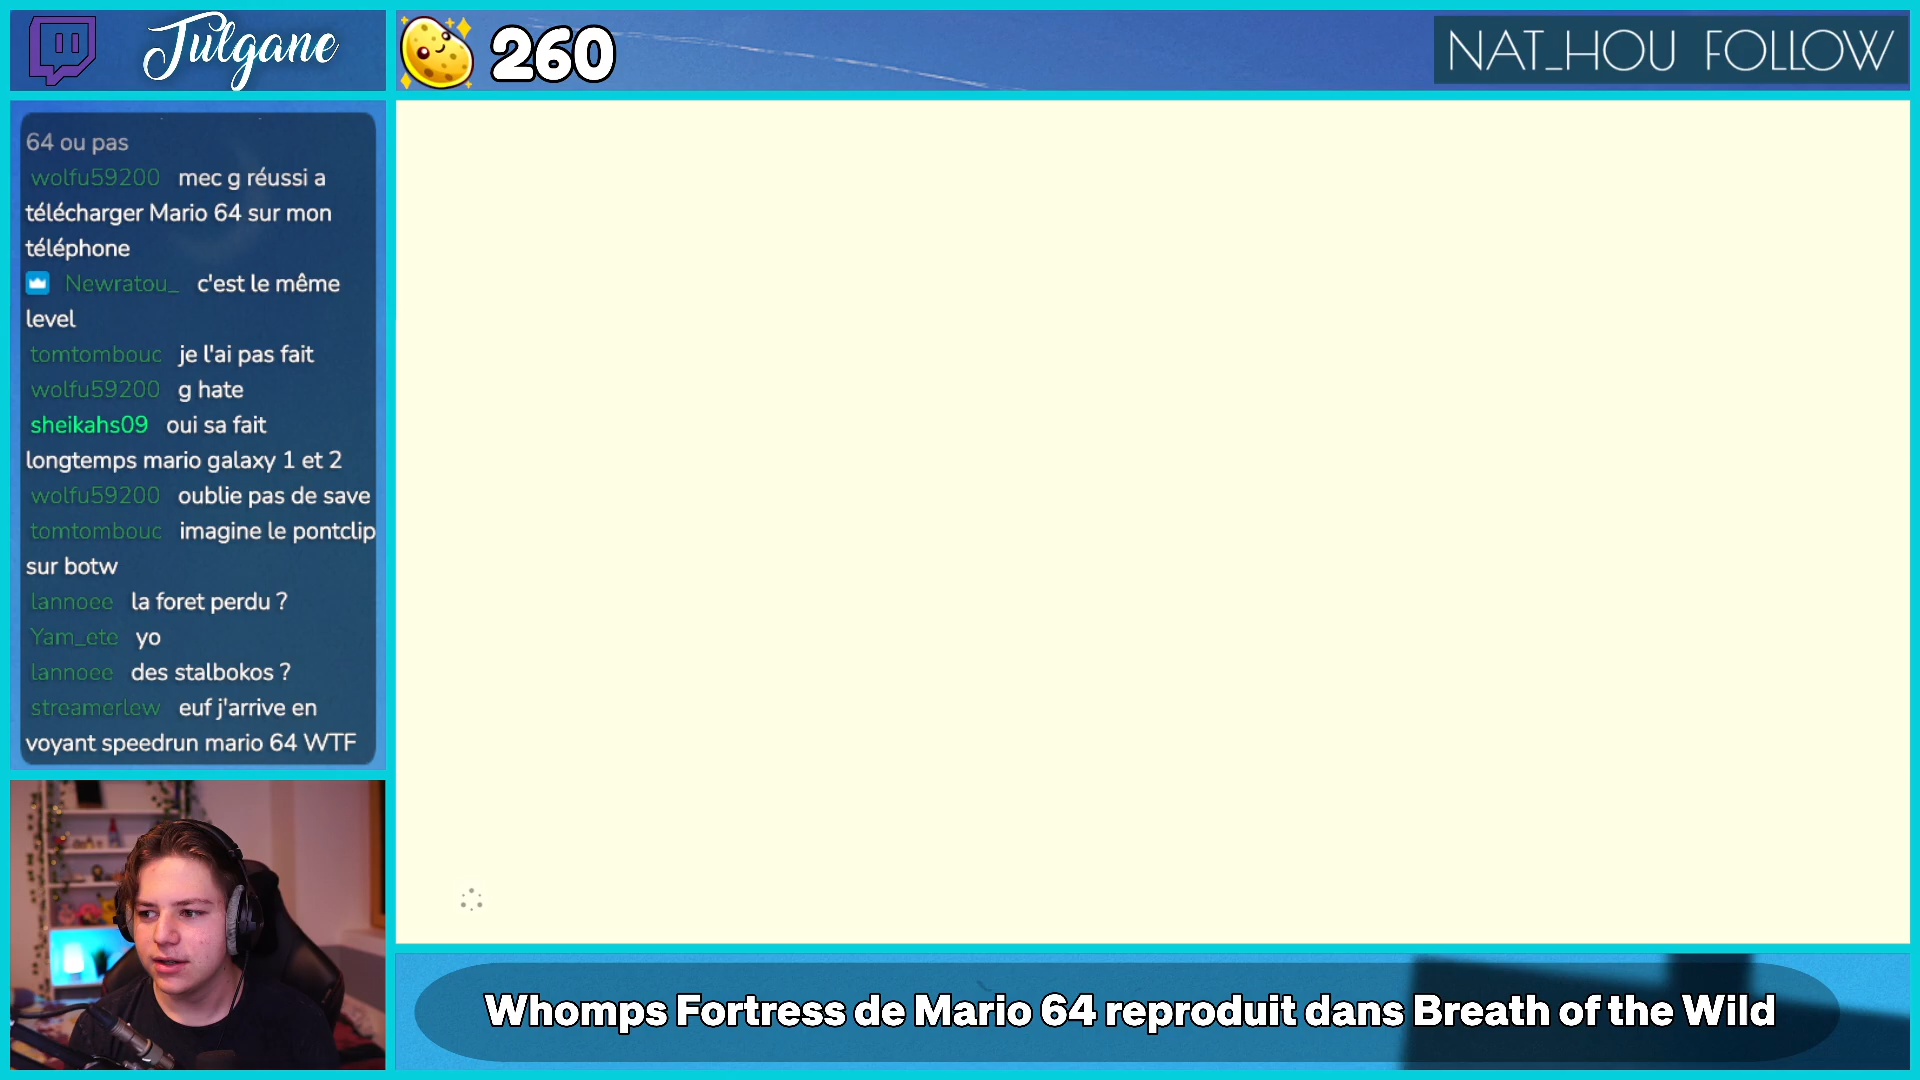 Julgane
260
NAT_HOU FOLLOW
64 ou pas
wolfu59200 mec g réussi a
télécharger Mario 64 sur mon
téléphone
Newratou_ c'est le même
level
tomtombouc je l'ai pas fait
wolfu59200 g hate
sheikahs09 oui sa fait
longtemps mario galaxy 1 et 2
wolfu59200 oublie pas de save
tomtombouc imagine le pontclip
sur botw
lannoee la foret perdu ?
Yam_ete yo
lannoee des stalbokos ?
streamerlew euf j'arrive en
voyant speedrun mario 64 WTF
Whomps Fortress de Mario 64 reproduit dans Breath of the Wild